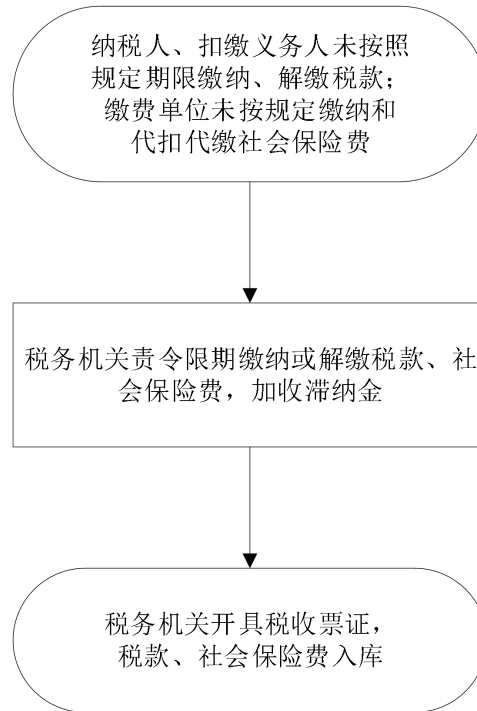 纳税人、扣缴义务人未按照
规定期限缴纳、解缴税款；
缴费单位未按规定缴纳和
代扣代缴社会保险费
税务机关责令限期缴纳或解缴税款、社
会保险费，加收滞纳金
税务机关开具税收票证，
税款、社会保险费入库